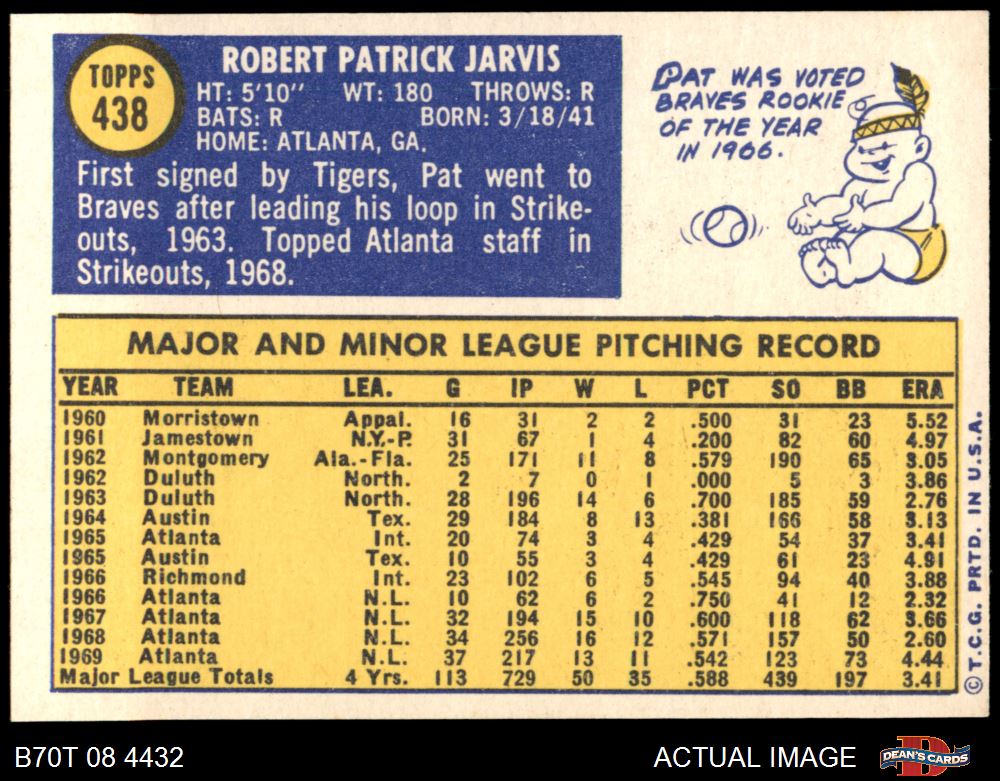 TOPPS
438
ROBERT PATRICK JARVIS
HT: 5'10" WT: 180 THROWS: R
BATS: R BORN: 3/18/41
HOME: ATLANTA, GA.
First signed by Tigers, Pat went to
Braves after leading his loop in Strike-
outs, 1963. Topped Atlanta staff in
Strikeouts, 1968.
PAT WAS VOTED
BRAVES ROOKIE
OF THE YEAR
IN 1966.
MAJOR AND MINOR LEAGUE PITCHING RECORD
YEAR TEAM LEA. G IP W L PCT SO BB ERA
1960 Morristown Appal. 16 31 2 2 .500 31 23 5.52
1961 Jamestown N.Y.-P. 31 67 1 4 .200 82 60 4.97
1962 Montgomery Ala.-Fla. 25 171 11 8 .579 190 65 3.05
1962 Duluth North. 2 7 0 1 .000 5 3 3.86
1963 Duluth North. 28 196 14 6 .700 185 59 2.76
1964 Austin Tex. 29 184 8 13 .381 166 58 3.13
1965 Atlanta Int. 20 74 3 4 .429 54 37 3.41
1965 Austin Tex. 10 55 3 4 .429 61 23 4.91
1966 Richmond Int. 23 102 6 5 .545 94 40 3.88
1966 Atlanta N.L. 10 62 6 2 .750 41 12 2.32
1967 Atlanta N.L. 32 194 15 10 .600 118 62 3.66
1968 Atlanta N.L. 34 256 16 12 .571 157 50 2.60
1969 Atlanta N.L. 37 217 13 11 .542 123 73 4.44
Major League Totals 4 Yrs. 113 729 50 35 .588 439 197 3.41
© T.C.G. PRTD. IN U.S.A.
B70T 08 4432
ACTUAL IMAGE
DEAN'S CARDS